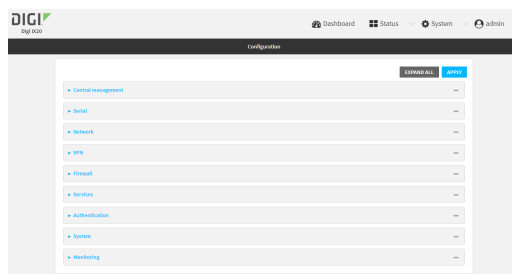 DIGI
Digi IX20
Dashboard
Status
System
admin
Configuration
EXPAND ALL
APPLY
Central management
Serial
Network
VPN
Firewall
Services
Authentication
System
Monitoring